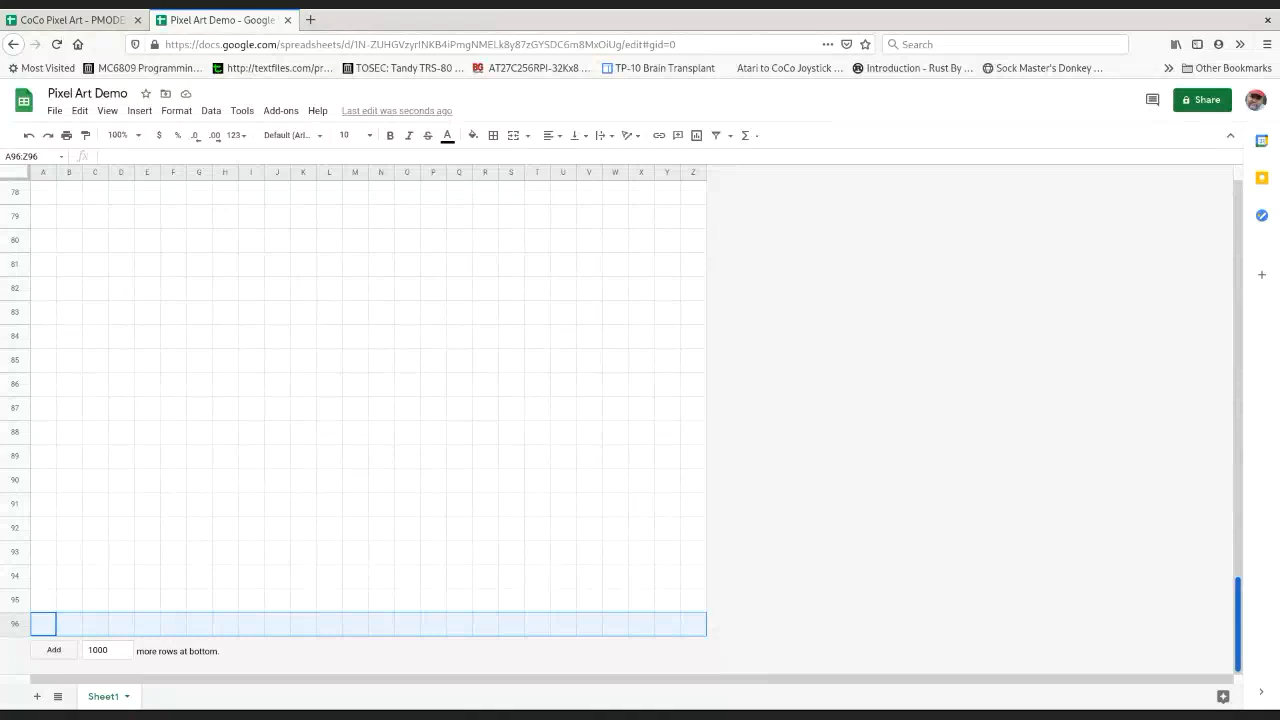 CoCo Pixel Art - PMODE
Pixel Art Demo - Google
https://docs.google.com/spreadsheets/d/1N-ZUHGVzyrINKB4iPmgNMELk8y87zGYSDC6m8MxOiUg/edit#gid=0
Search
Most Visited
MC6809 Programmin...
http://textfiles.com/pr...
TOSEC: Tandy TRS-80 ...
AT27C256RPI-32Kx8 ...
TP-10 Brain Transplant
Atari to CoCo Joystick ...
Introduction - Rust By ...
Sock Master's Donkey ...
Other Bookmarks
Pixel Art Demo
File Edit View Insert Format Data Tools Add-ons Help Last edit was seconds ago
Share
100% $ % .0 .00 123 Default (Ari... 10 B I S A
A96:Z96 fx
A B C D E F G H I J K L M N O P Q R S T U V W X Y Z
78
79
80
81
82
83
84
85
86
87
88
89
90
91
92
93
94
95
96
Add 1000 more rows at bottom.
Sheet1